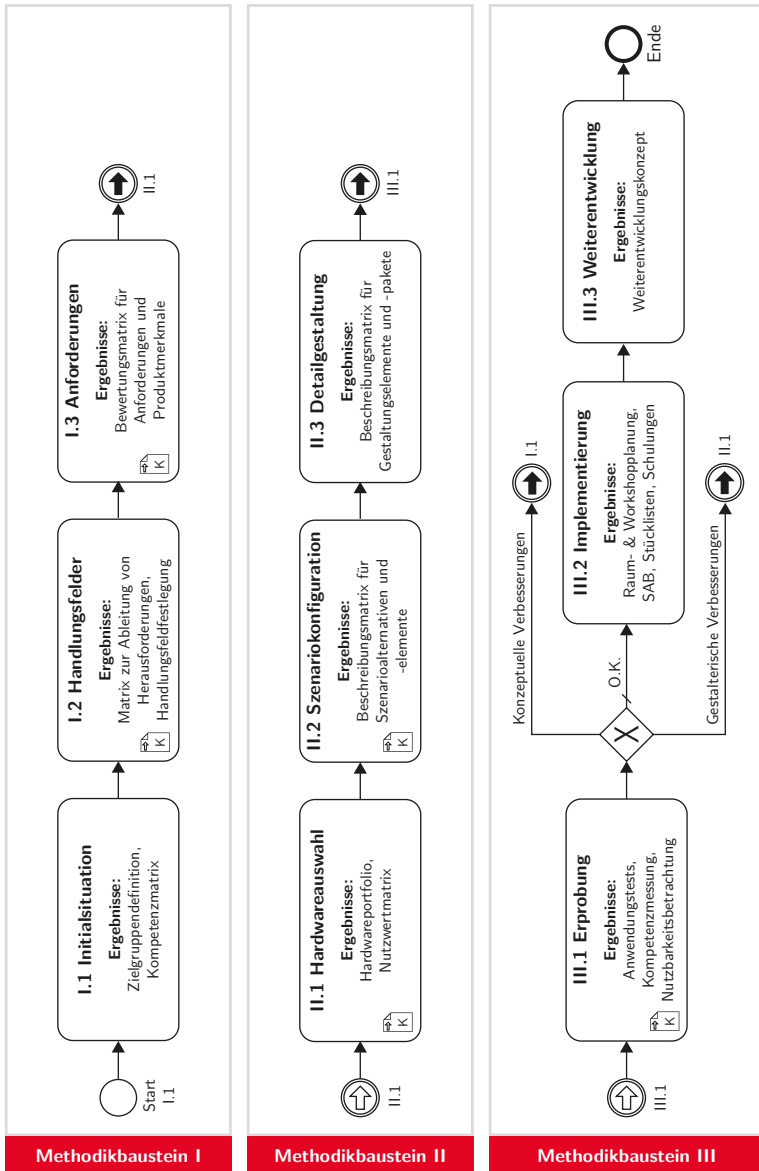 Methodikbaustein I
Start
I.1
I.1 Initialsituation
Ergebnisse:
Zielgruppendefinition,
Kompetenzmatrix
I.2 Handlungsfelder
Ergebnisse:
Matrix zur Ableitung von
Herausforderungen,
Handlungsfeldfestlegung
K
I.3 Anforderungen
Ergebnisse:
Bewertungsmatrix für
Anforderungen und
Produktmerkmale
K
II.1
Methodikbaustein II
II.1
II.1 Hardwareauswahl
Ergebnisse:
Hardwareportfolio,
Nutzwertmatrix
K
II.2 Szenariokonfiguration
Ergebnisse:
Beschreibungsmatrix für
Szenarioalternativen und
-elemente
K
II.3 Detailgestaltung
Ergebnisse:
Beschreibungsmatrix für
Gestaltungselemente und -pakete
III.1
Methodikbaustein III
III.1
III.1 Erprobung
Ergebnisse:
Anwendungstests,
Kompetenzmessung,
Nutzbarkeitsbetrachtung
K
X
Konzeptuelle Verbesserungen
I.1
O.K.
Gestalterische Verbesserungen
II.1
III.2 Implementierung
Ergebnisse:
Raum- & Workshopplanung,
SAB, Stücklisten, Schulungen
III.3 Weiterentwicklung
Ergebnisse:
Weiterentwicklungskonzept
Ende